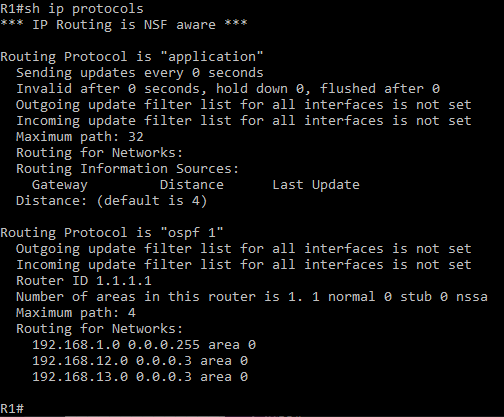 R1#sh ip protocols
*** IP Routing is NSF aware ***
Routing Protocol is "application"
Sending updates every 0 seconds
Invalid after 0 seconds, hold down 0, flushed after 0
Outgoing update filter list for all interfaces is not set
Incoming update filter list for all interfaces is not set
Maximum path: 32
Routing for Networks:
Routing Information Sources:
Gateway Distance Last Update
Distance: (default is 4)
Routing Protocol is "ospf 1"
Outgoing update filter list for all interfaces is not set
Incoming update filter list for all interfaces is not set
Router ID 1.1.1.1
Number of areas in this router is 1. 1 normal 0 stub 0 nssa
Maximum path: 4
Routing for Networks:
192.168.1.0 0.0.0.255 area 0
192.168.12.0 0.0.0.3 area 0
192.168.13.0 0.0.0.3 area 0
R1#